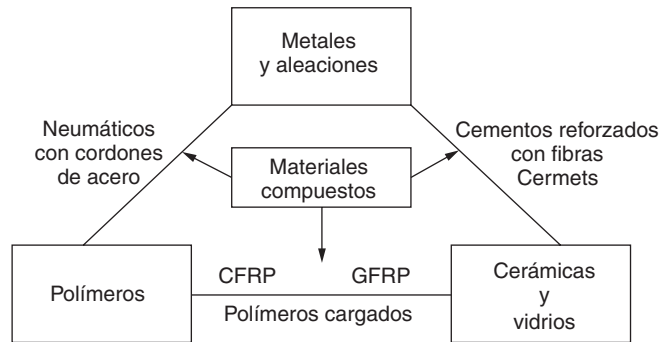 Metales
y aleaciones
Neumáticos
con cordones
de acero
Materiales
compuestos
Cementos reforzados
con fibras
Cermets
Polímeros
CFRP
GFRP
Polímeros cargados
Cerámicas
y
vidrios